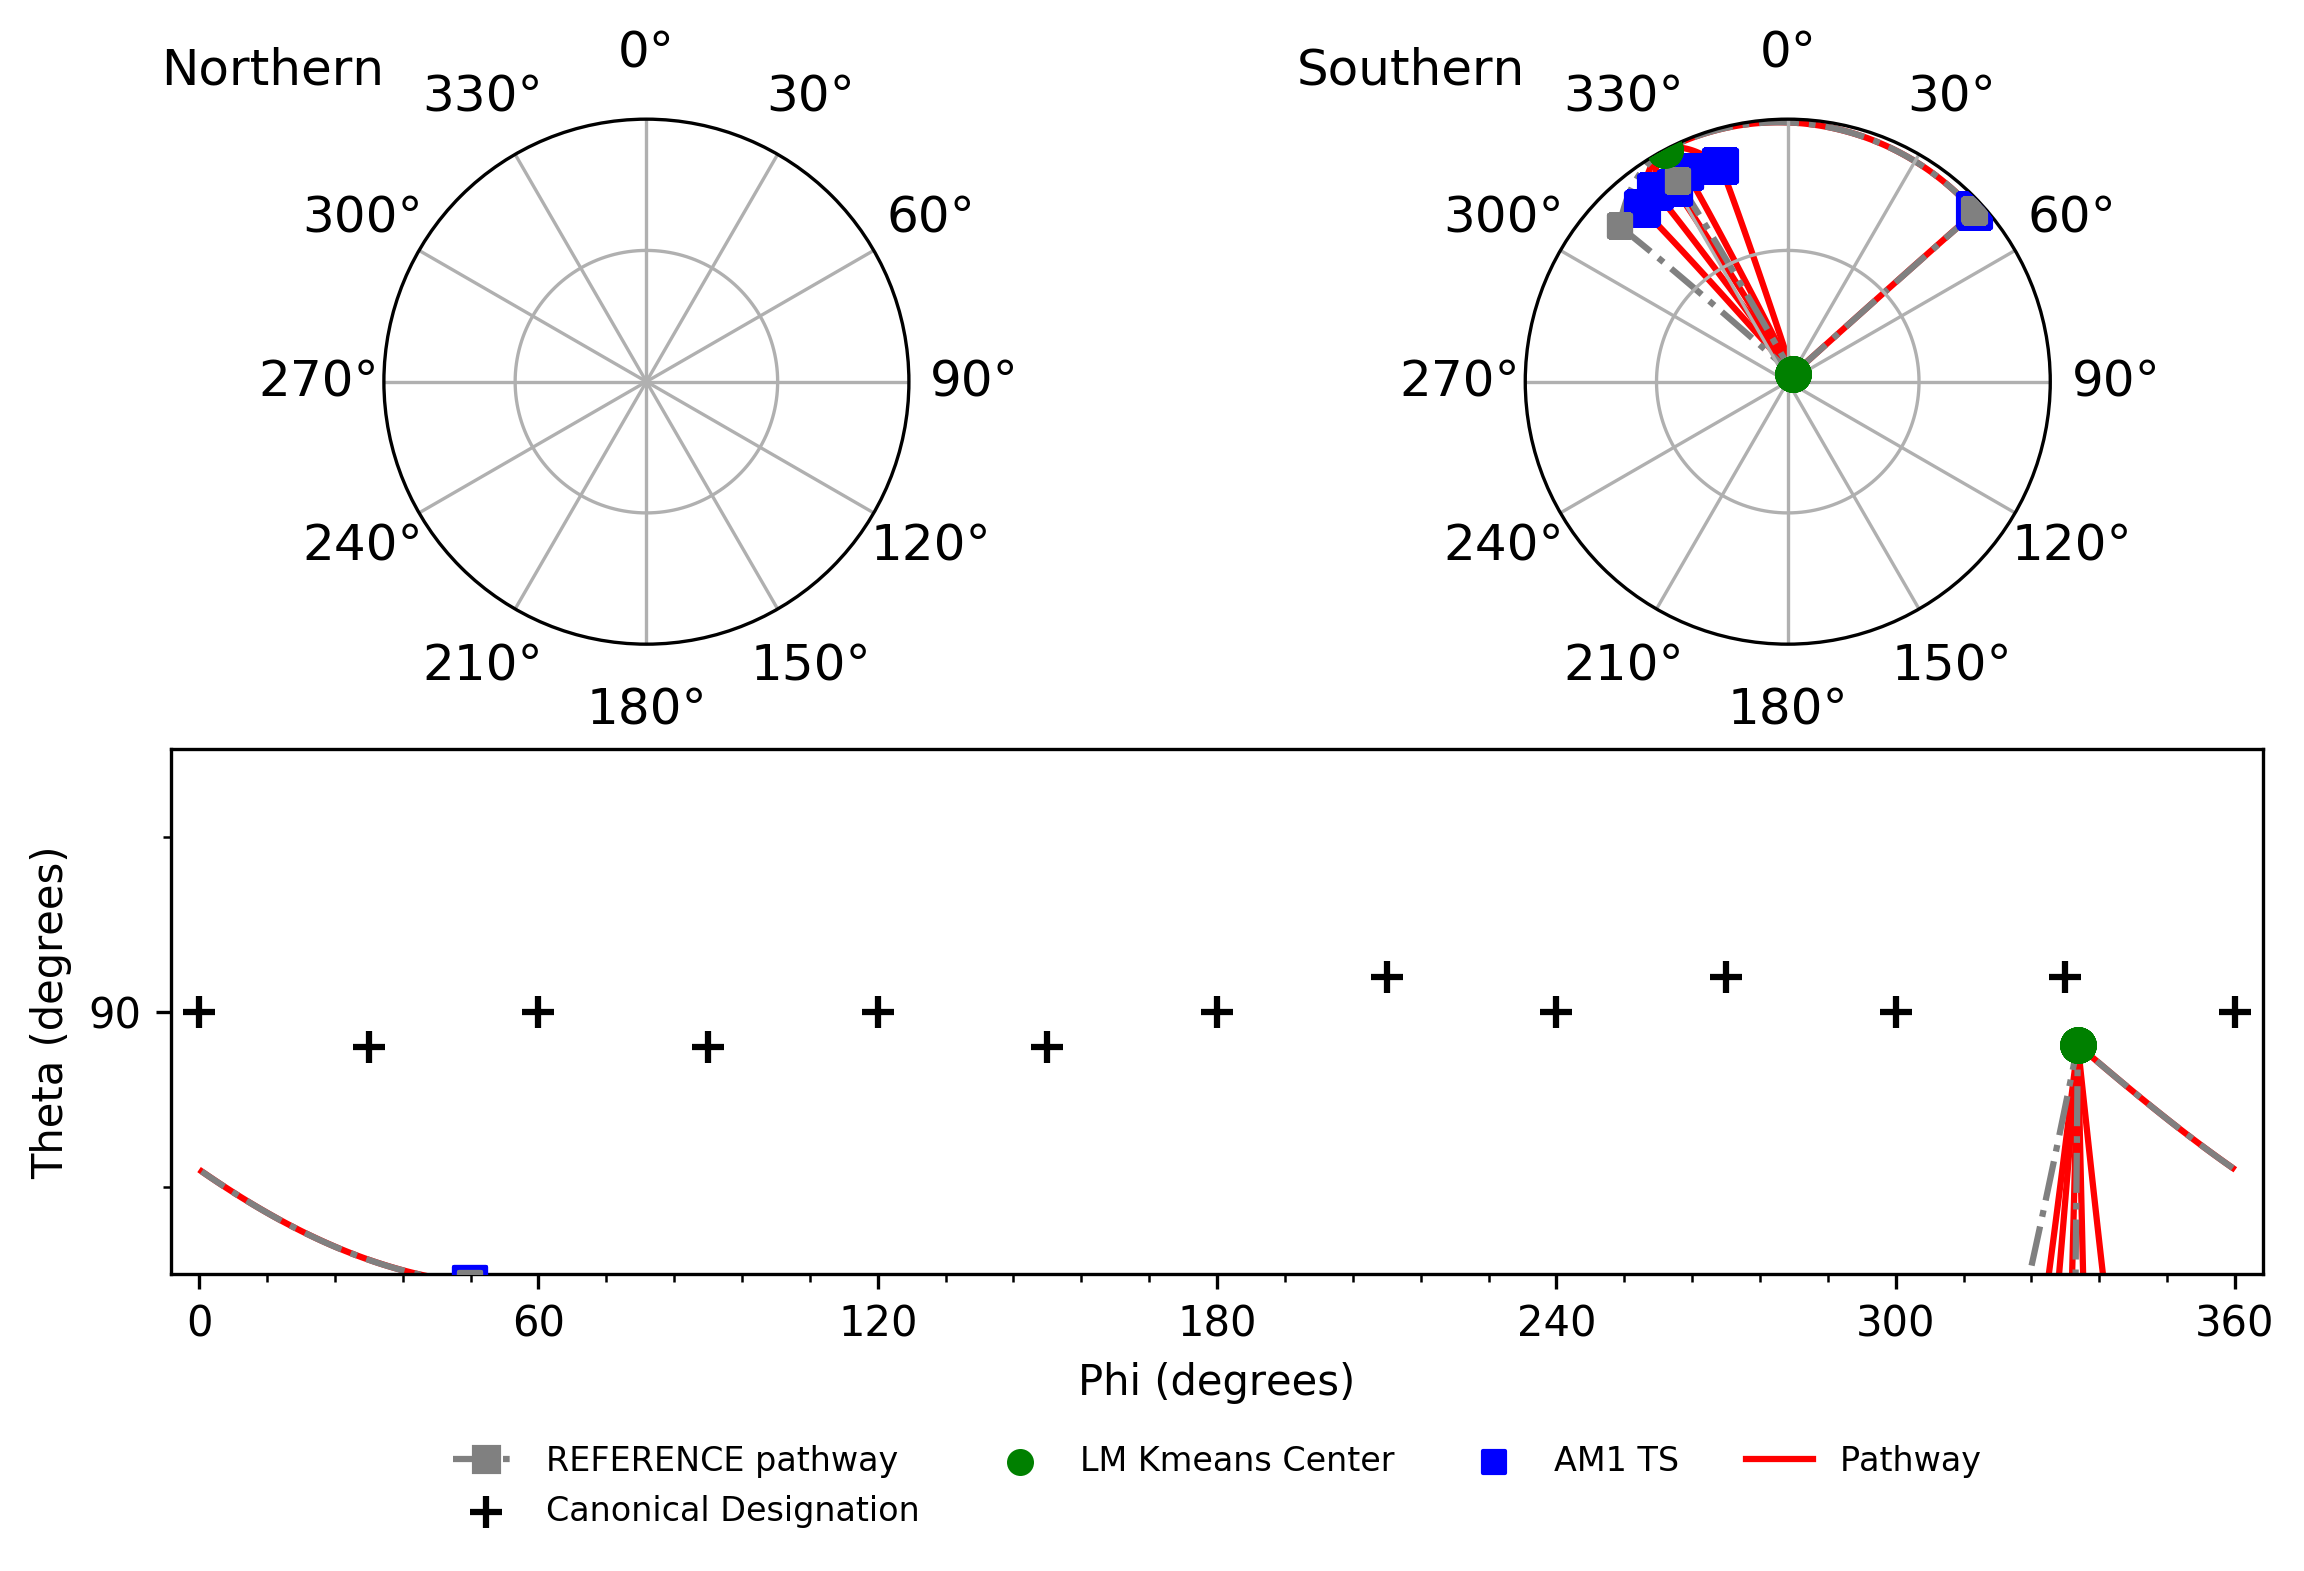 Northern
0°
30°
60°
90°
120°
150°
180°
210°
240°
270°
300°
330°
Southern
0°
30°
60°
90°
120°
150°
180°
210°
240°
270°
300°
330°
Theta (degrees)
90
0 60 120 180 240 300 360
Phi (degrees)
REFERENCE pathway
Canonical Designation
LM Kmeans Center
AM1 TS
Pathway